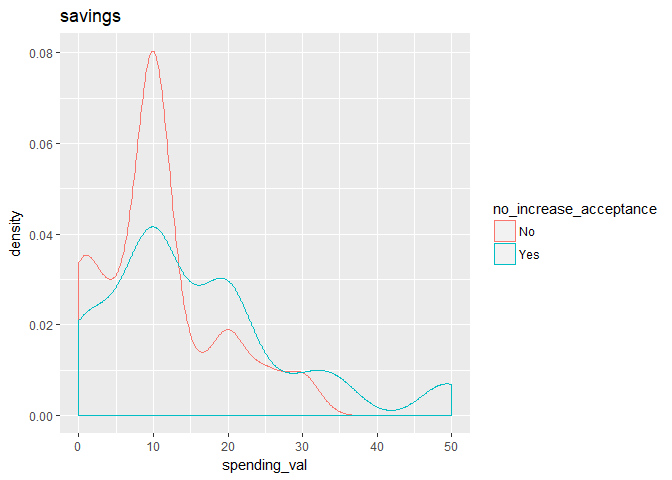 savings
0.08
0.06
0.04
0.02
0.00
density
0 10 20 30 40 50
spending_val
no_increase_acceptance
No
Yes